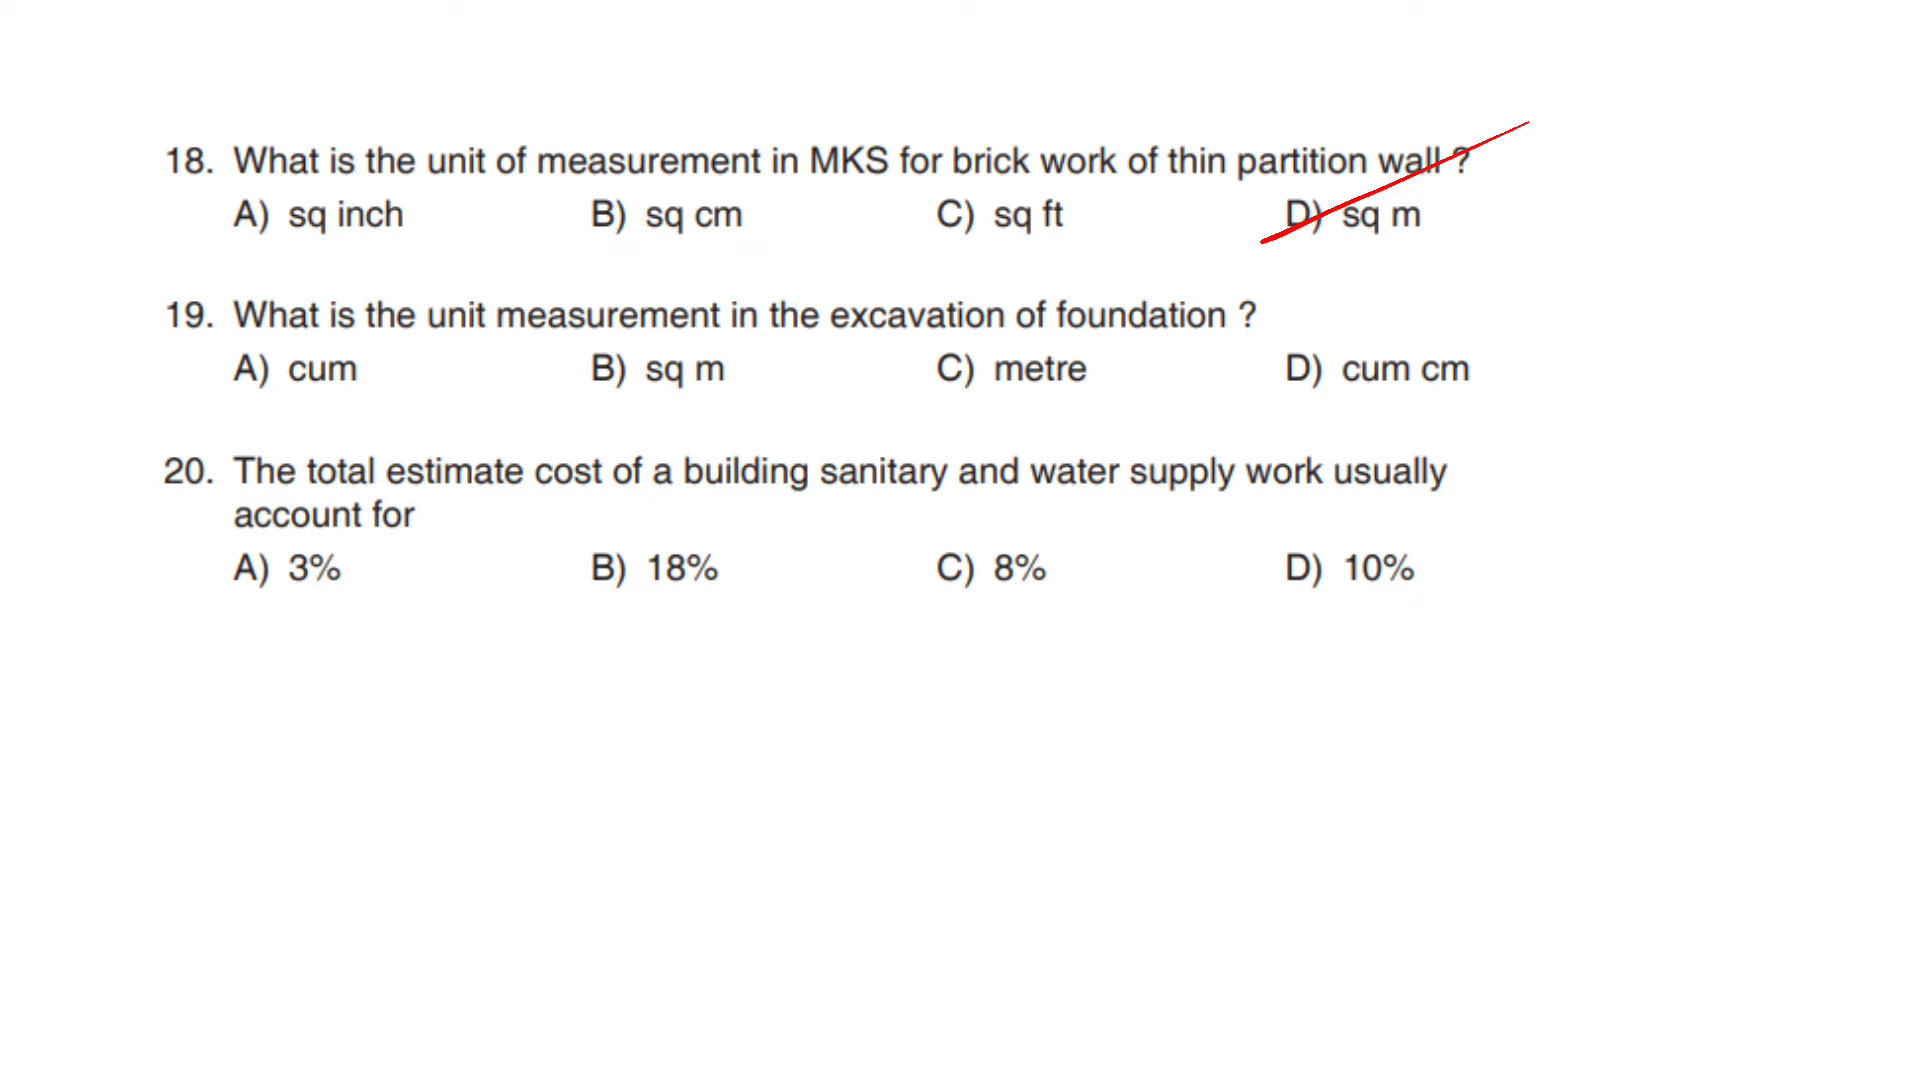 18. What is the unit of measurement in MKS for brick work of thin partition wall ?
A) sq inch B) sq cm C) sq ft D) sq m
19. What is the unit measurement in the excavation of foundation ?
A) cum B) sq m C) metre D) cum cm
20. The total estimate cost of a building sanitary and water supply work usually
account for
A) 3% B) 18% C) 8% D) 10%